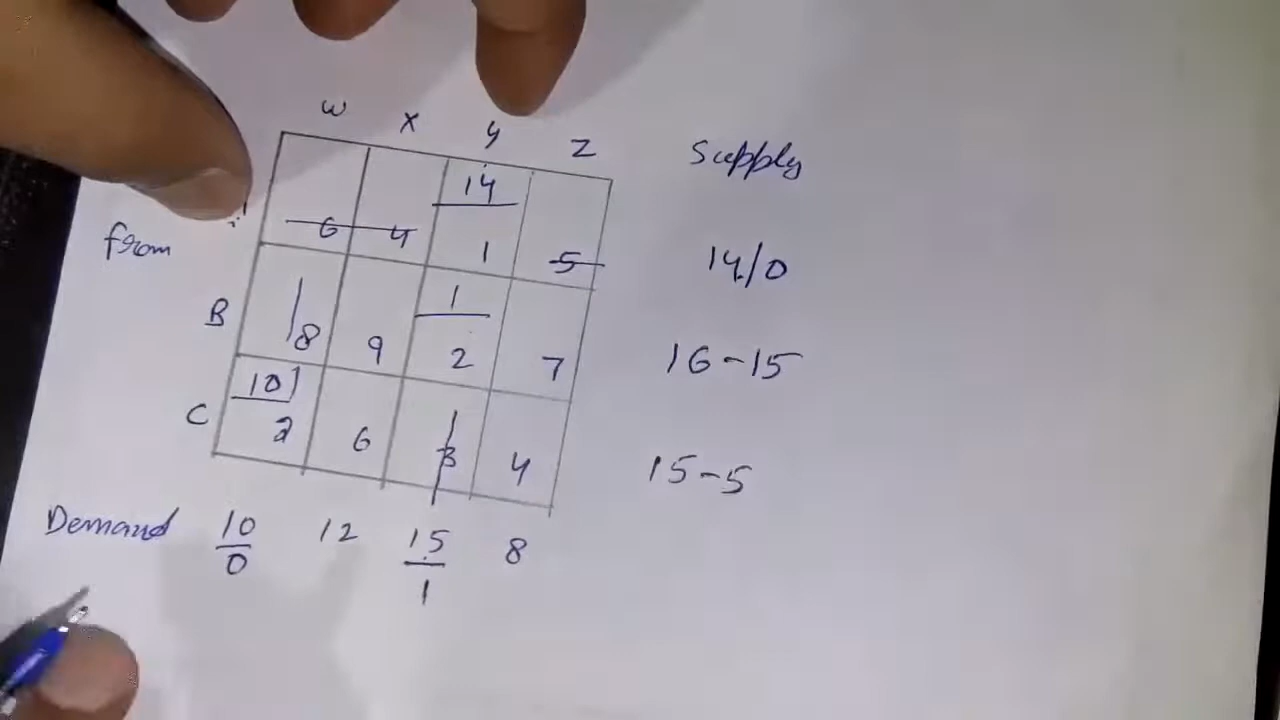 w x y z Supply
14
from 6 4 1 5 14/0
1
B 8 9 2 7 16-15
10
C 2 6 3 4 15-5
Demand 10 12 15 8
0 1